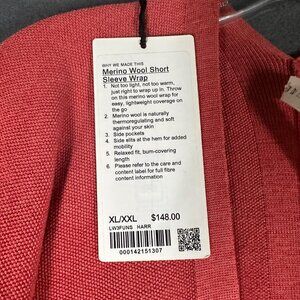 WHY WE MADE THIS
Merino Wool Short
Sleeve Wrap
1. Not too light, not too warm,
just right to wrap up in. Throw
on this merino wool wrap for
easy, lightweight coverage on
the go
2. Merino wool is naturally
thermoregulating and soft
against your skin
3. Side pockets
4. Side slits at the hem for added
mobility
5. Relaxed fit, bum-covering
length
6. Please refer to the care and
content label for full fibre
content information
XL/XXL $148.00
LW3FUNS HARR
000142151307